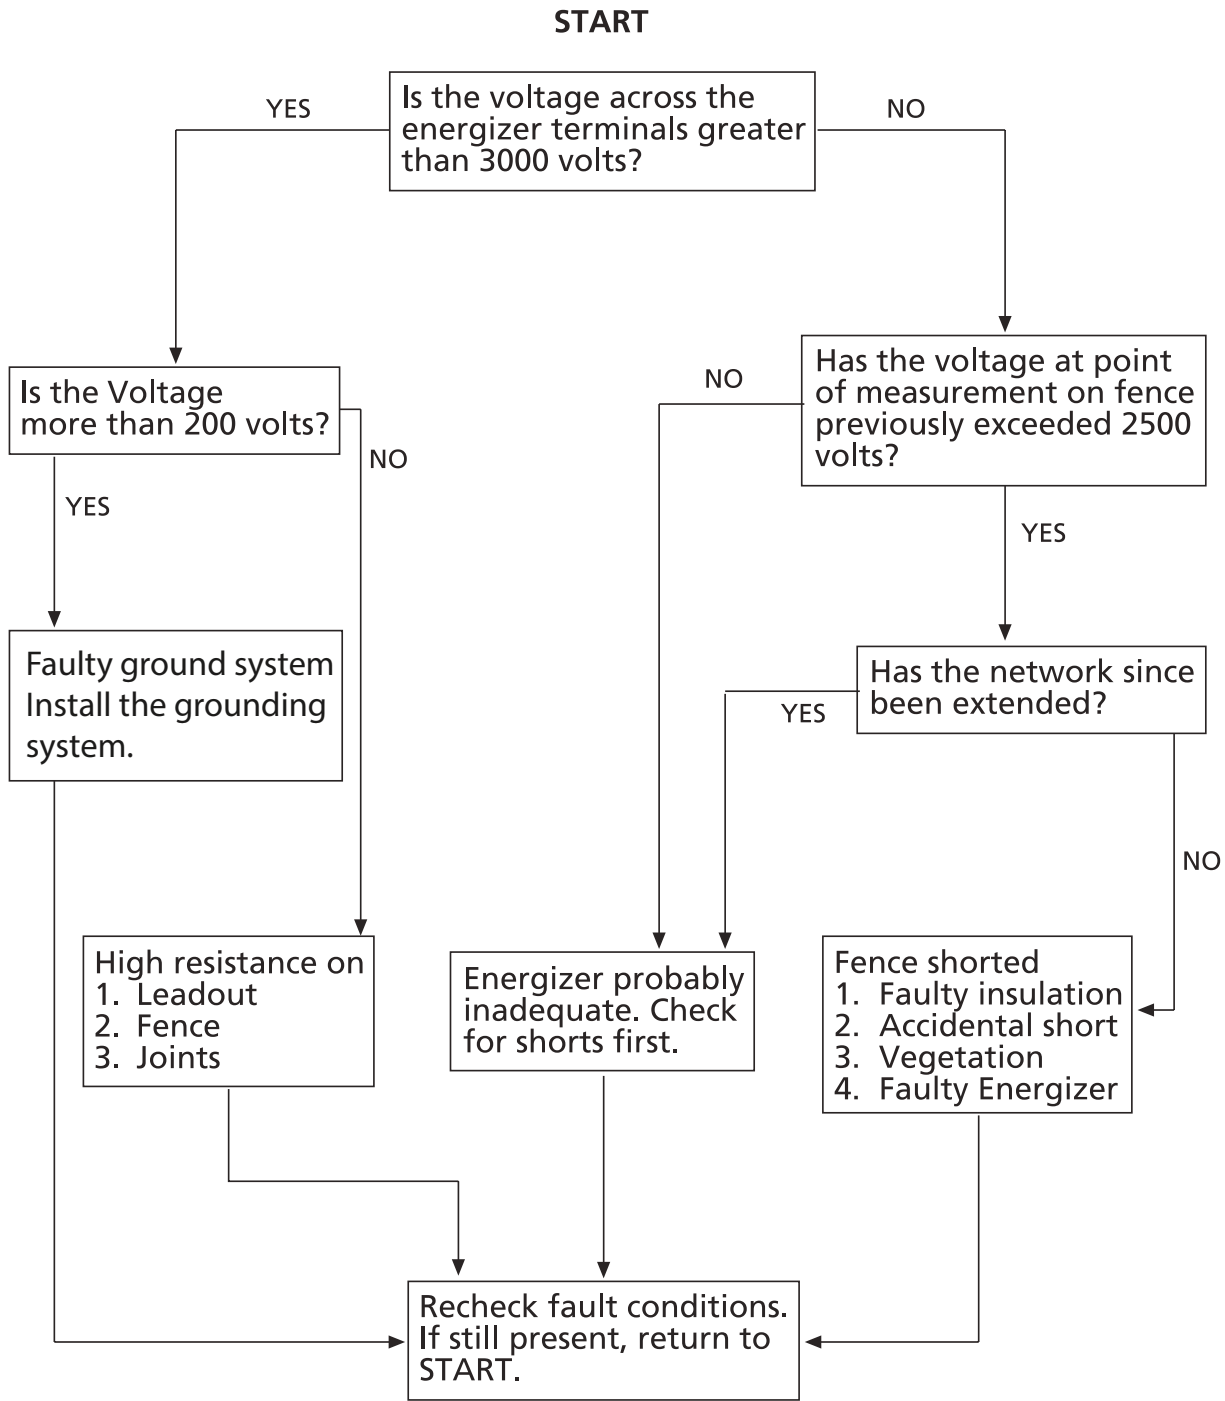 START
YES
Is the voltage across the
energizer terminals greater
than 3000 volts?
NO
Is the Voltage
more than 200 volts?
NO
Has the voltage at point
of measurement on fence
previously exceeded 2500
volts?
NO
YES
YES
Faulty ground system
Install the grounding
system.
Has the network since
been extended?
YES
NO
High resistance on
1. Leadout
2. Fence
3. Joints
Energizer probably
inadequate. Check
for shorts first.
Fence shorted
1. Faulty insulation
2. Accidental short
3. Vegetation
4. Faulty Energizer
Recheck fault conditions.
If still present, return to
START.